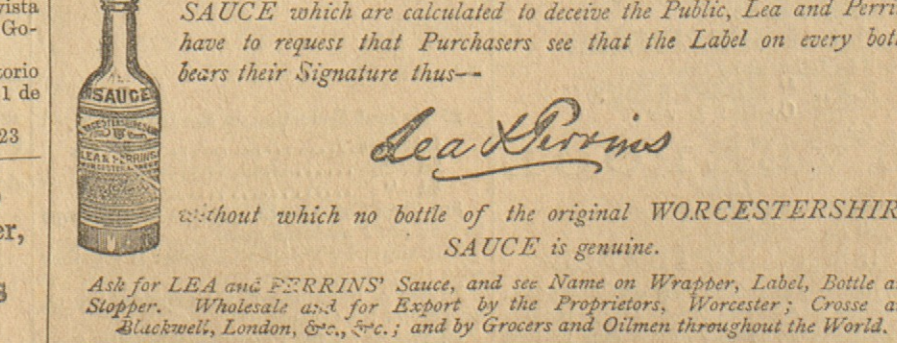 vista
Go-
torio
1 de
23
er,
s
SAUCE
LEA & PERRINS
SAUCE which are calculated to deceive the Public, Lea and Perri
have to request that Purchasers see that the Label on every bot
bears their Signature thus--
Lea & Perrins
without which no bottle of the original WORCESTERSHIR
SAUCE is genuine.
Ask for LEA and PERRINS' Sauce, and see Name on Wrapper, Label, Bottle a
Stopper. Wholesale and for Export by the Proprietors, Worcester; Crosse a
Blackwell, London, &c., &c.; and by Grocers and Oilmen throughout the World.